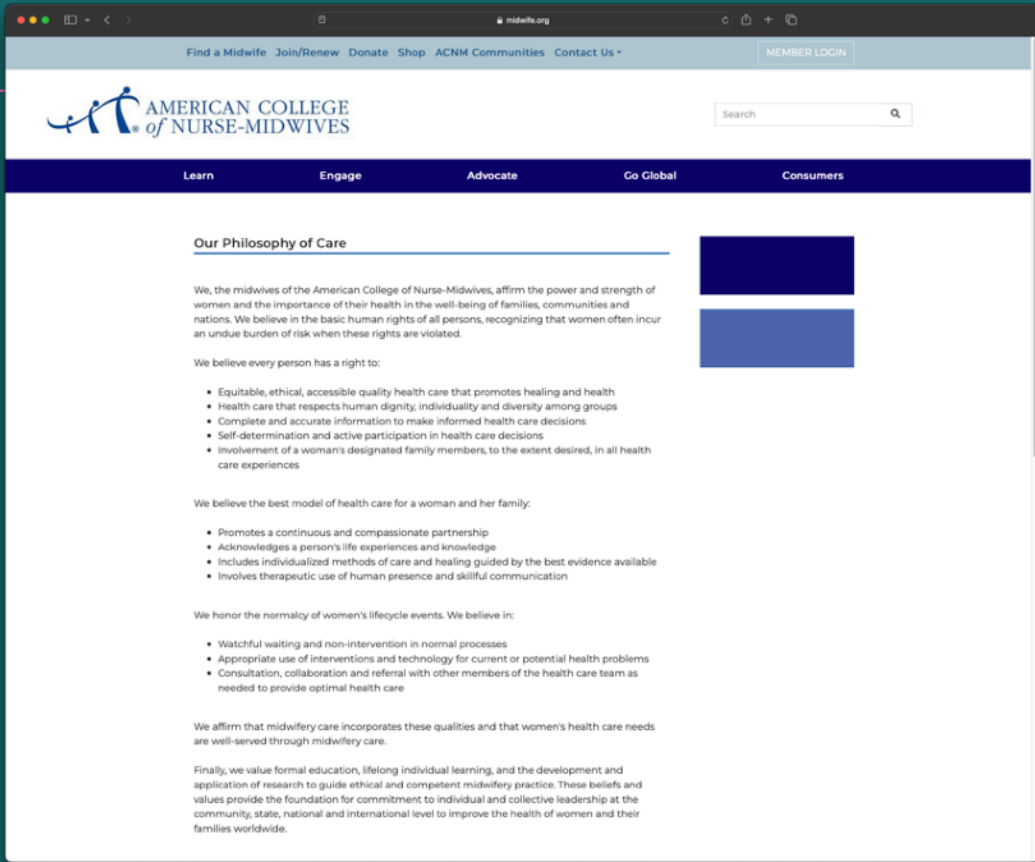 midwife.org
Find a Midwife Join/Renew Donate Shop ACNM Communities Contact Us
MEMBER LOGIN
AMERICAN COLLEGE
of NURSE-MIDWIVES
Search
Learn Engage Advocate Go Global Consumers
Our Philosophy of Care
We, the midwives of the American College of Nurse-Midwives, affirm the power and strength of
women and the importance of their health in the well-being of families, communities and
nations. We believe in the basic human rights of all persons, recognizing that women often incur
an undue burden of risk when these rights are violated.
We believe every person has a right to:
• Equitable, ethical, accessible quality health care that promotes healing and health
• Health care that respects human dignity, individuality and diversity among groups
• Complete and accurate information to make informed health care decisions
• Self-determination and active participation in health care decisions
• Involvement of a woman's designated family members, to the extent desired, in all health
care experiences
We believe the best model of health care for a woman and her family:
• Promotes a continuous and compassionate partnership
• Acknowledges a person's life experiences and knowledge
• Includes individualized methods of care and healing guided by the best evidence available
• Involves therapeutic use of human presence and skillful communication
We honor the normalcy of women's lifecycle events. We believe in:
• Watchful waiting and non-intervention in normal processes
• Appropriate use of interventions and technology for current or potential health problems
• Consultation, collaboration and referral with other members of the health care team as
needed to provide optimal health care
We affirm that midwifery care incorporates these qualities and that women's health care needs
are well-served through midwifery care.
Finally, we value formal education, lifelong individual learning, and the development and
application of research to guide ethical and competent midwifery practice. These beliefs and
values provide the foundation for commitment to individual and collective leadership at the
community, state, national and international level to improve the health of women and their
families worldwide.